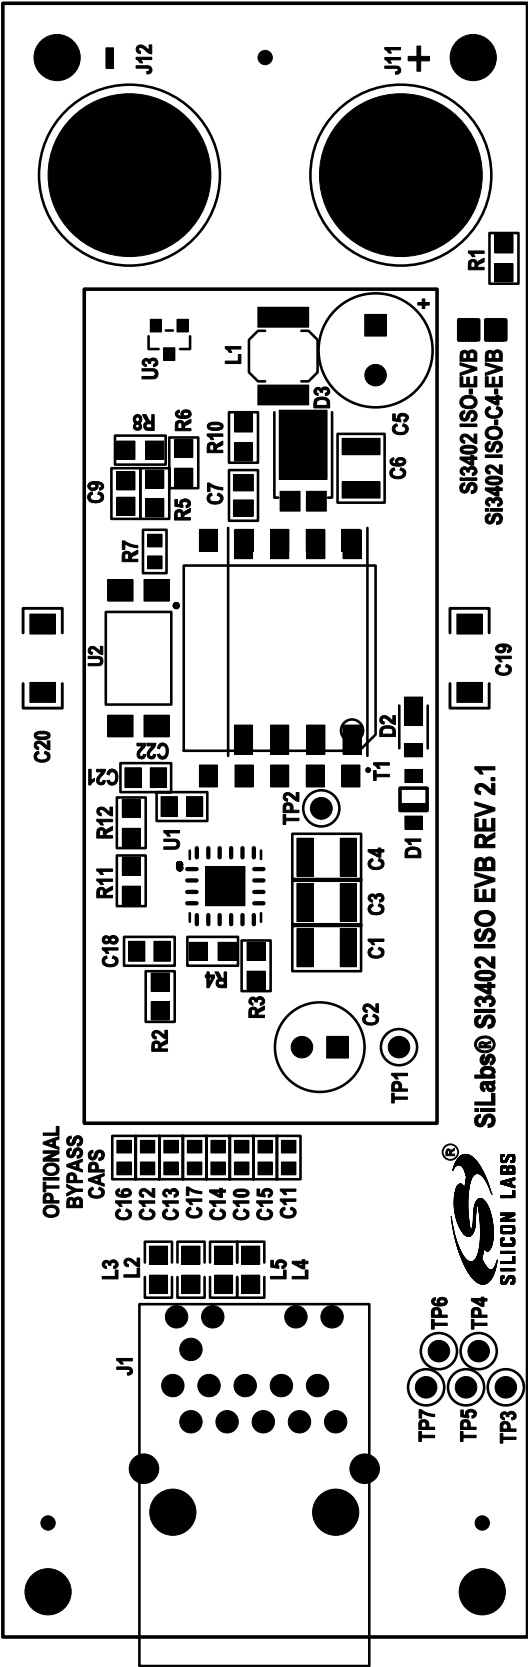 −
J12
J11
+
R1
U3
L1
+
D3
C5
Si3402 ISO-EVB
Si3402 ISO-C4-EVB
R8
R6
R10
C9
R5
C7
C6
R7
U2
C20
C19
C22
C21
D2
T1
R12
U1
TP2
D1
R11
C4
C3
C1
C18
R4
R3
R2
C2
TP1
SiLabs® Si3402 ISO EVB REV 2.1
OPTIONAL
BYPASS
CAPS
C16
C12
C13
C17
C14
C10
C15
C11
®
SILICON LABS
L3
L2
L5
L4
J1
TP6
TP4
TP7
TP5
TP3